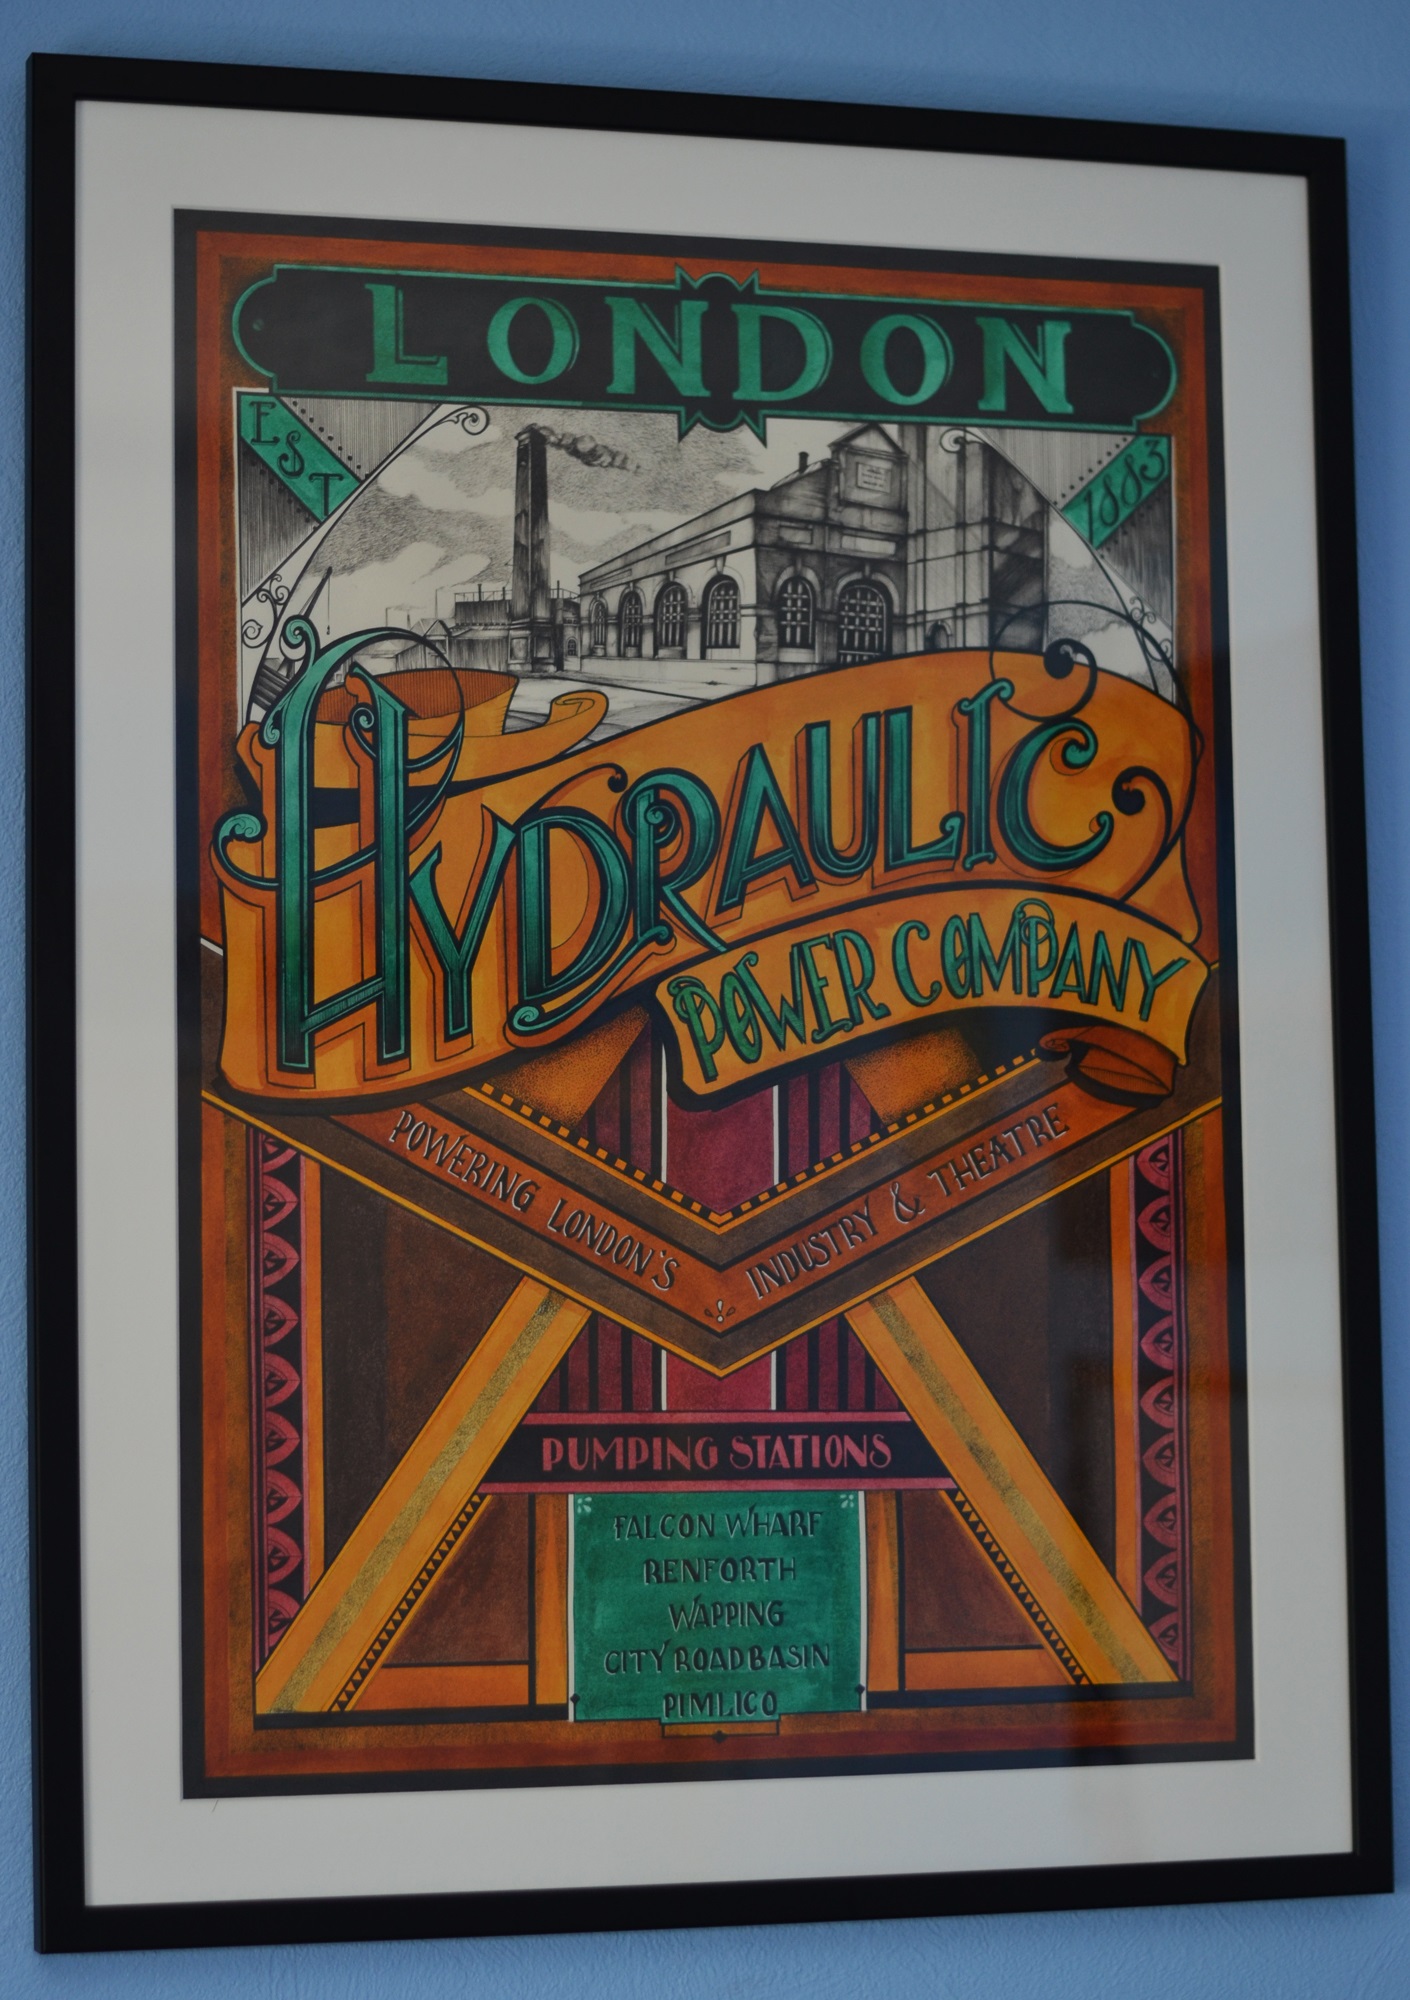 LONDON
EST 1883
HYDRAULIC
POWER COMPANY
POWERING LONDON'S INDUSTRY & THEATRE
PUMPING STATIONS
FALCON WHARF
RENFORTH
WAPPING
CITY ROAD BASIN
PIMLICO